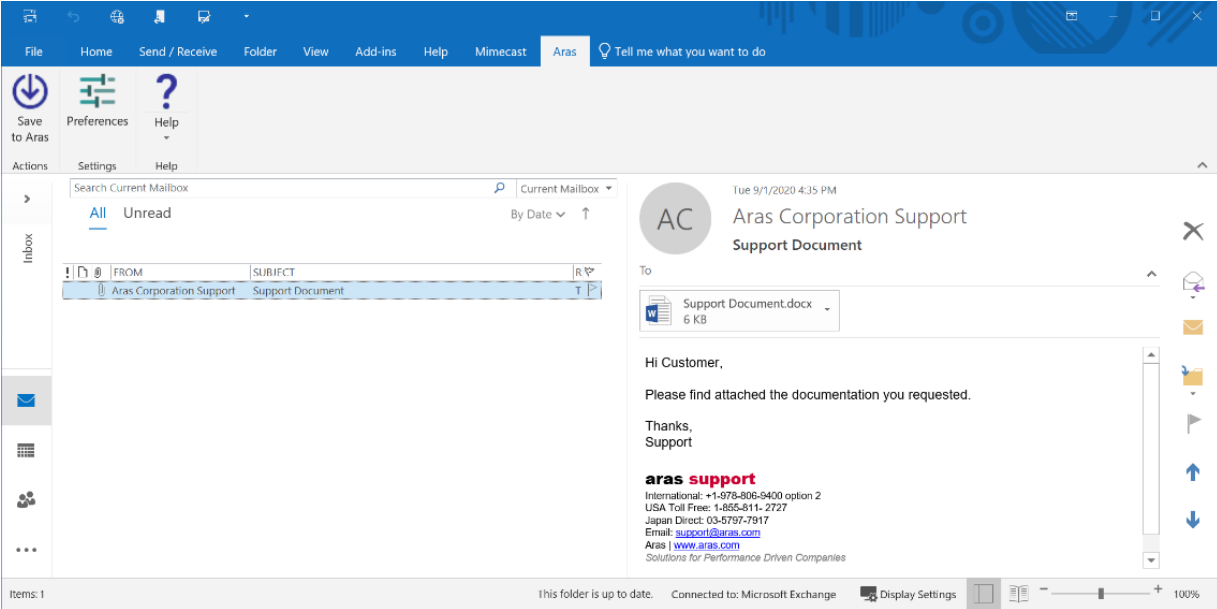 File Home Send / Receive Folder View Add-ins Help Mimecast Aras Tell me what you want to do
Save to Aras
Preferences
Help
Actions Settings Help
Inbox
Search Current Mailbox Current Mailbox
All Unread By Date
! FROM SUBJECT R
Aras Corporation Support Support Document T
AC
Tue 9/1/2020 4:35 PM
Aras Corporation Support
Support Document
To
Support Document.docx
6 KB
Hi Customer,
Please find attached the documentation you requested.
Thanks,
Support
aras support
International: +1-978-806-9400 option 2
USA Toll Free: 1-855-811- 2727
Japan Direct: 03-5797-7917
Email: support@aras.com
Aras | www.aras.com
Solutions for Performance Driven Companies
Items: 1 This folder is up to date. Connected to: Microsoft Exchange Display Settings 100%